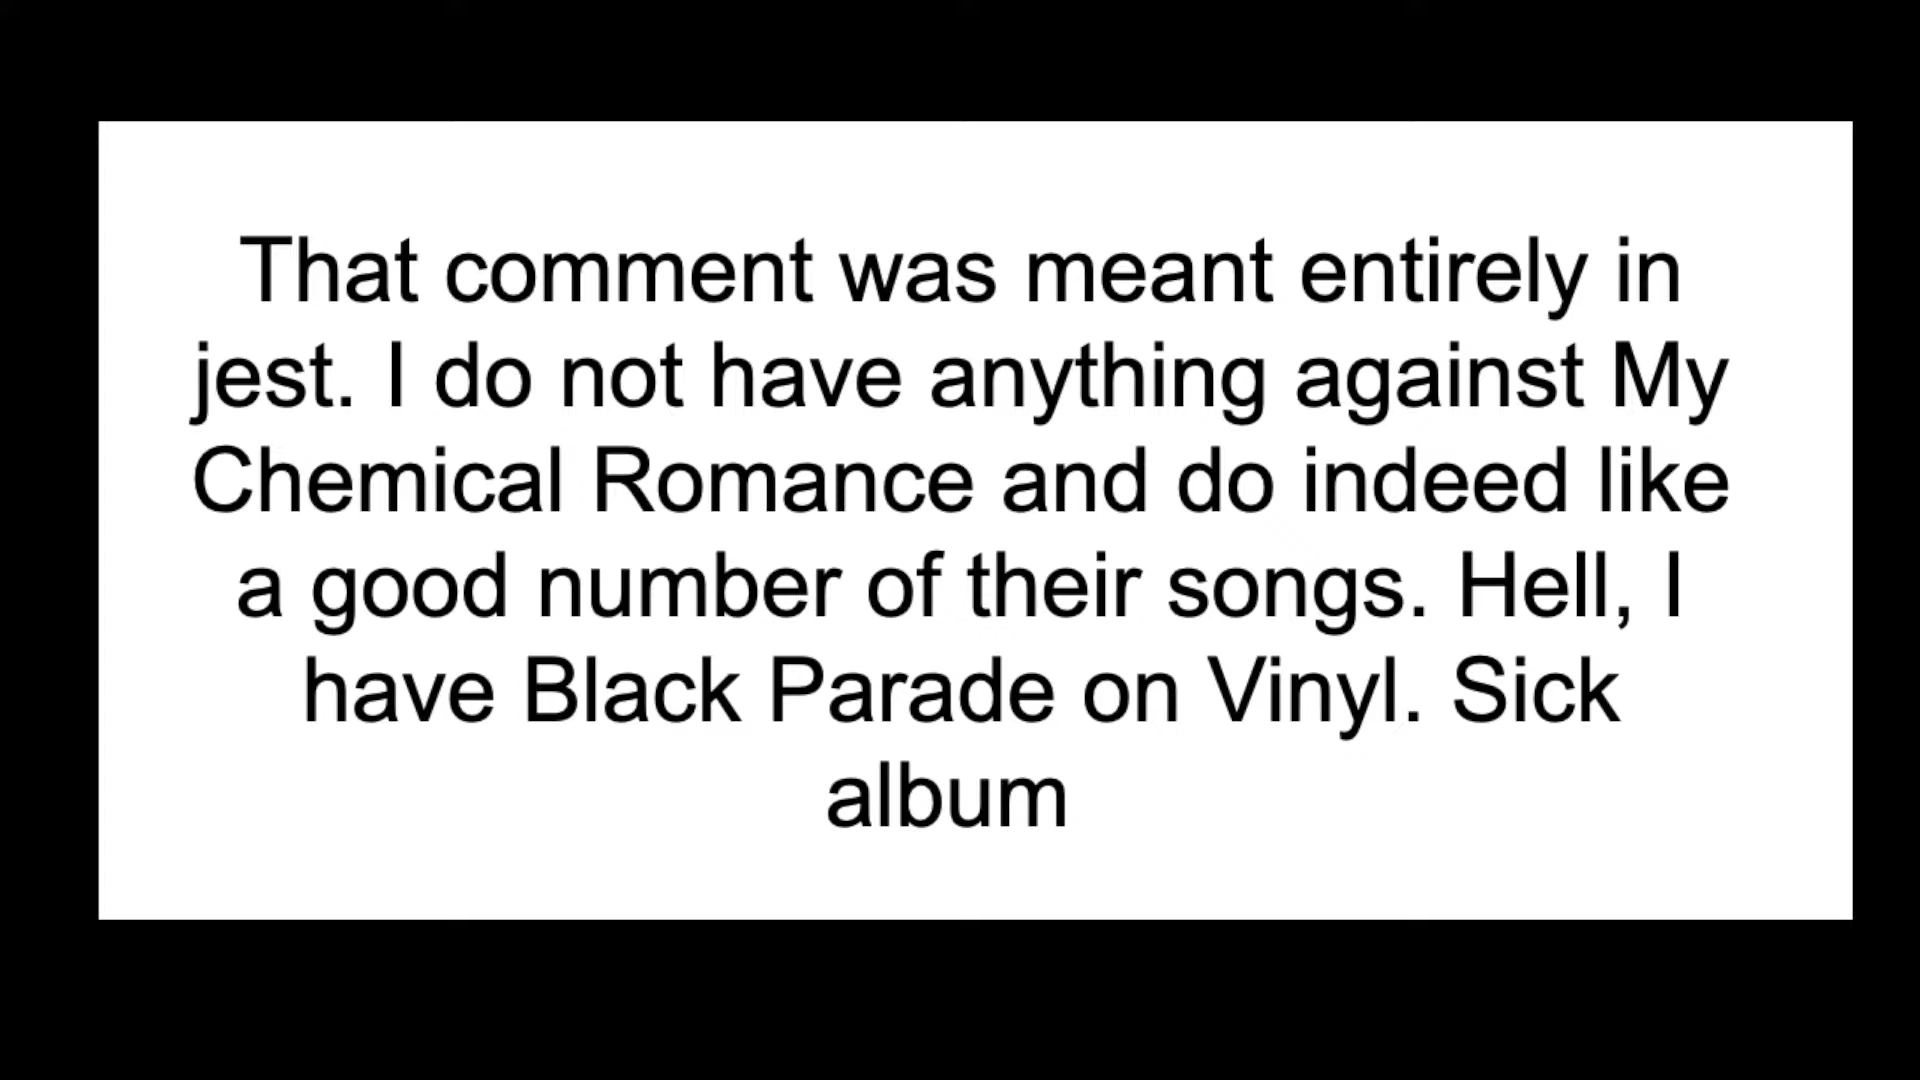 That comment was meant entirely in
jest. I do not have anything against My
Chemical Romance and do indeed like
a good number of their songs. Hell, I
have Black Parade on Vinyl. Sick
album